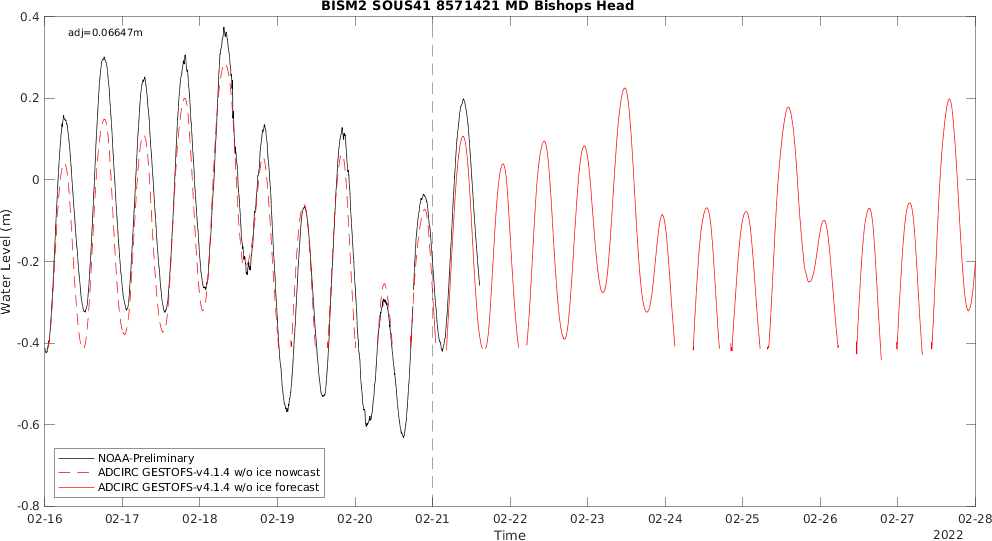 BISM2 SOUS41 8571421 MD Bishops Head
adj=0.06647m
0.4
0.2
0
-0.2
-0.4
-0.6
-0.8
Water Level (m)
NOAA-Preliminary
ADCIRC GESTOFS-v4.1.4 w/o ice nowcast
ADCIRC GESTOFS-v4.1.4 w/o ice forecast
02-16 02-17 02-18 02-19 02-20 02-21 02-22 02-23 02-24 02-25 02-26 02-27 02-28
Time
2022